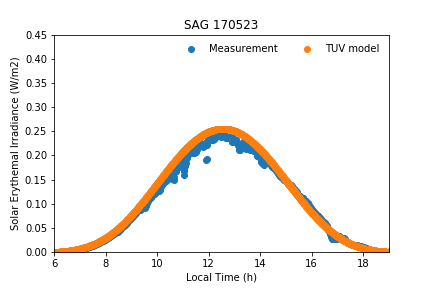 SAG 170523
Measurement
TUV model
Solar Erythemal Irradiance (W/m2)
0.45
0.40
0.35
0.30
0.25
0.20
0.15
0.10
0.05
0.00
6 8 10 12 14 16 18
Local Time (h)